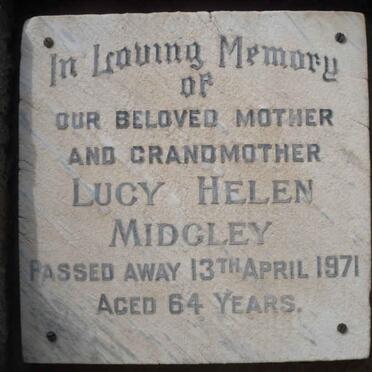 In Loving Memory
OF
OUR BELOVED MOTHER
AND GRANDMOTHER
LUCY HELEN
MIDGLEY
PASSED AWAY 13TH APRIL 1971
AGED 64 YEARS.